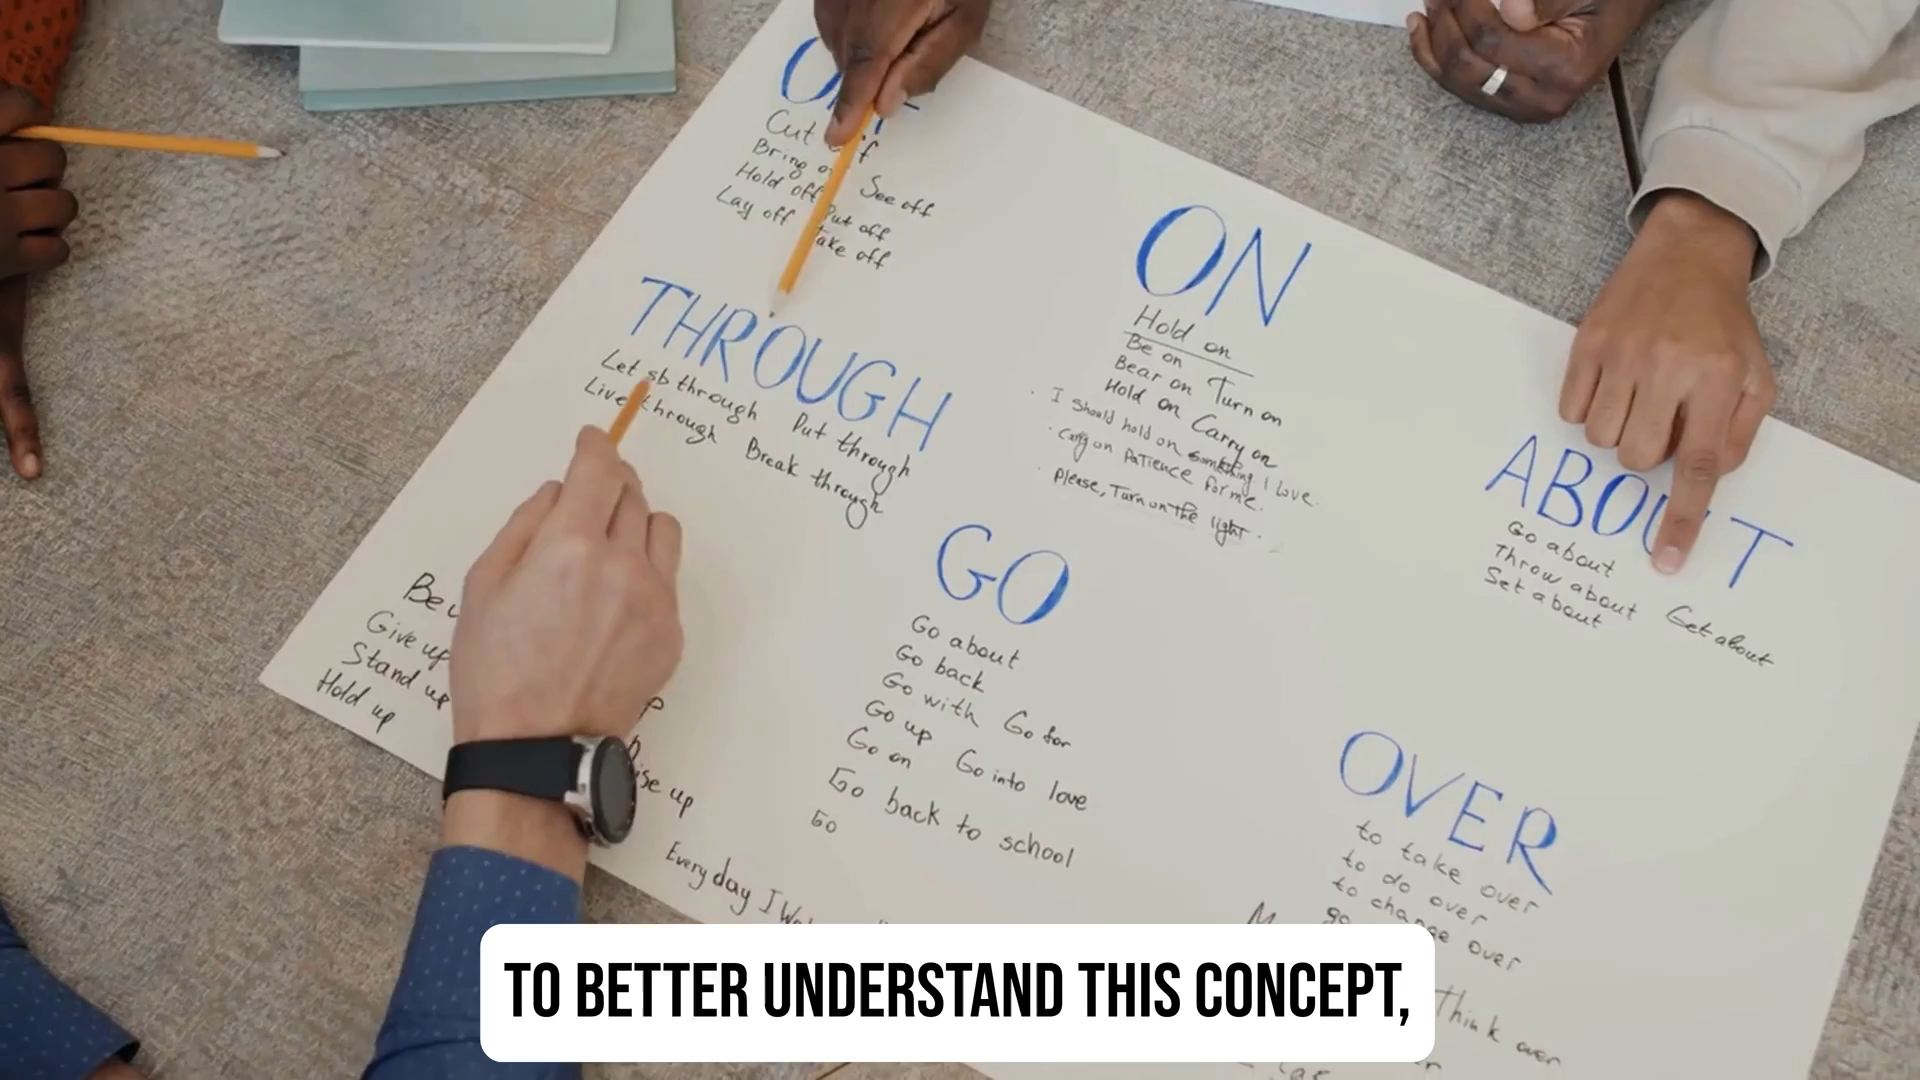 Cut
Bring See off
Hold off Put off
Lay off take off
THROUGH
Let sb through Put through
Live through Break through
ON
Hold on
Be on
Bear on Turn on
Hold on Carry on
I should hold on something I love.
Carry on patience for me.
Please, Turn on the light.
ABOUT
Go about
Throw about Get about
Set about
GO
Go about
Go back
Go with Go for
Go up
Go on Go into love
Go back to school
Go
Give up
Stand up
Hold up
Every day I
OVER
to take over
to do over
to change over
go
Think over
TO BETTER UNDERSTAND THIS CONCEPT,